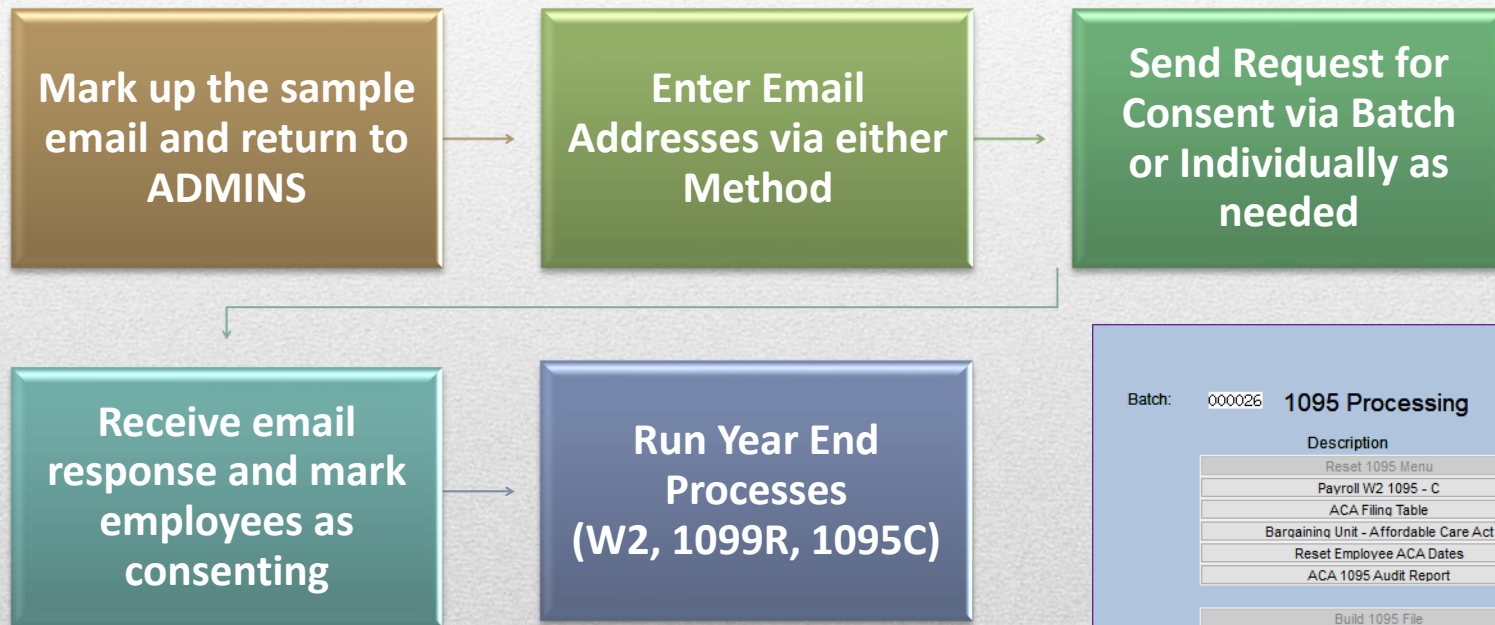 Mark up the sample
email and return to
ADMINS
Enter Email
Addresses via either
Method
Send Request for
Consent via Batch
or Individually as
needed
Receive email
response and mark
employees as
consenting
Run Year End
Processes
(W2, 1099R, 1095C)
Batch: 000026 1095 Processing
Description
Reset 1095 Menu
Payroll W2 1095 - C
ACA Filing Table
Bargaining Unit - Affordable Care Act
Reset Employee ACA Dates
ACA 1095 Audit Report
Build 1095 File